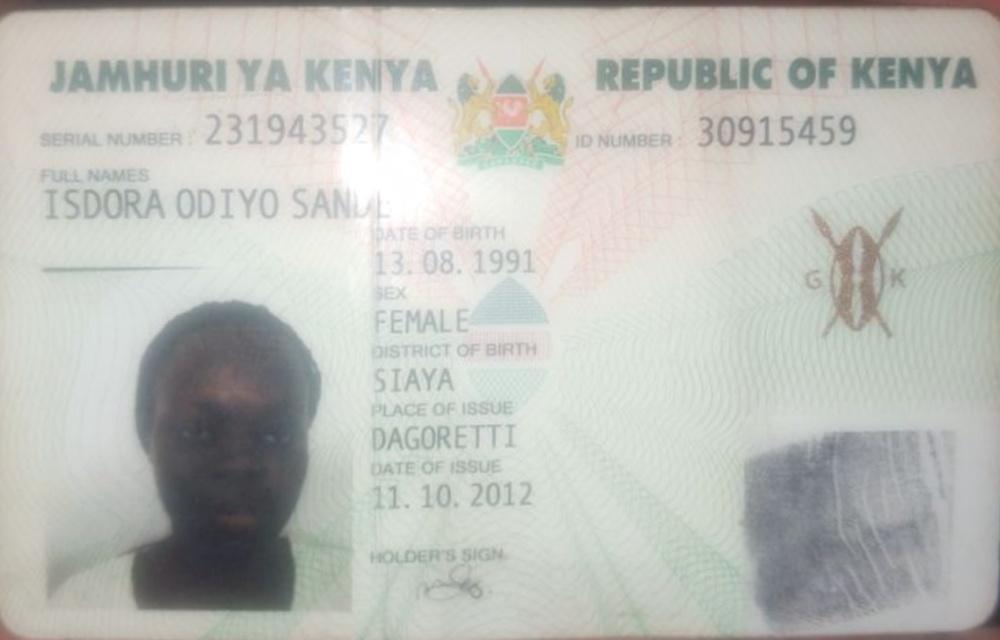 JAMHURI YA KENYA REPUBLIC OF KENYA
SERIAL NUMBER : 231943527 ID NUMBER : 30915459
FULL NAMES
ISDORA ODIYO SANDE
DATE OF BIRTH
13. 08. 1991
SEX
FEMALE
DISTRICT OF BIRTH
SIAYA
PLACE OF ISSUE
DAGORETTI
DATE OF ISSUE
11. 10. 2012
HOLDER'S SIGN.
G K